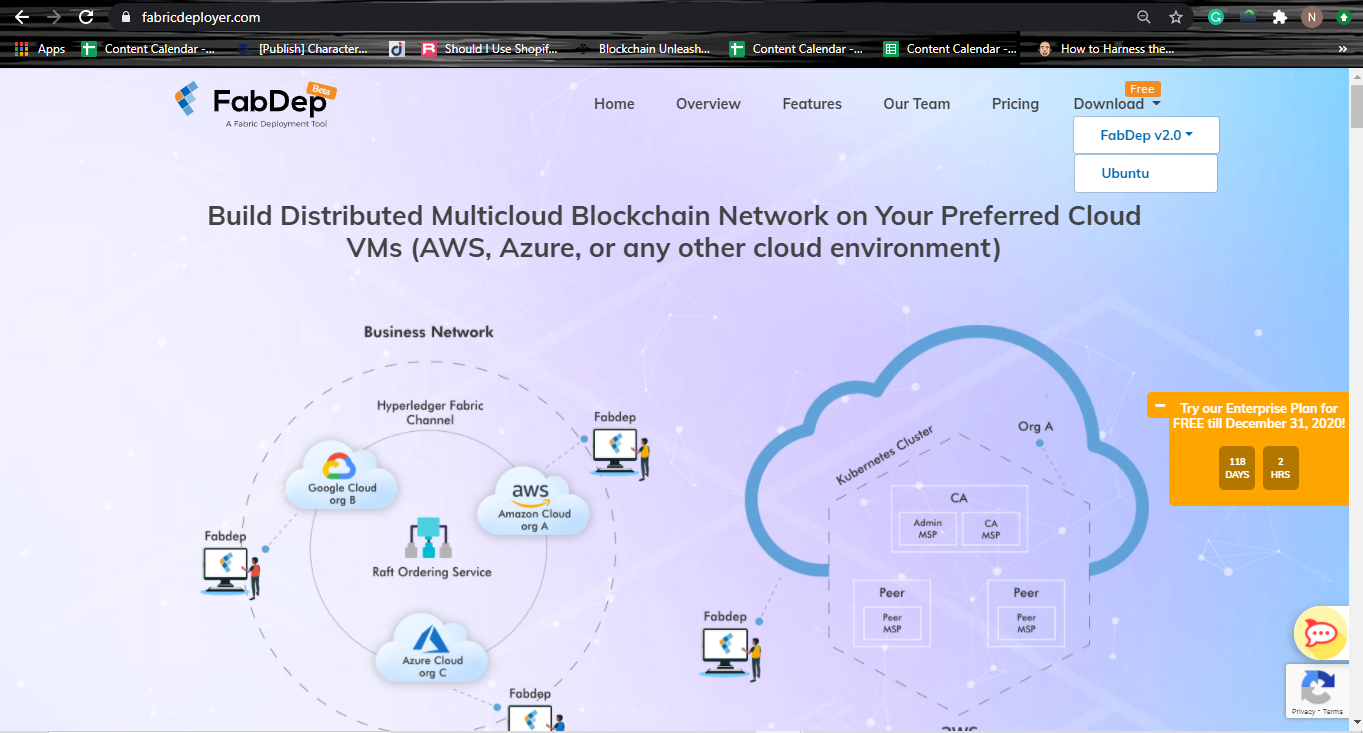 fabricdeployer.com
N
Apps
Content Calendar -...
[Publish] Character...
Should I Use Shopif...
Blockchain Unleash...
Content Calendar -...
Content Calendar -...
How to Harness the...
»
FabDep
Beta
A Fabric Deployment Tool
Home
Overview
Features
Our Team
Pricing
Free
Download
FabDep v2.0
Ubuntu
Build Distributed Multicloud Blockchain Network on Your Preferred Cloud
VMs (AWS, Azure, or any other cloud environment)
Business Network
Hyperledger Fabric
Channel
Fabdep
Google Cloud
org B
aws
Amazon Cloud
org A
Fabdep
Raft Ordering Service
Azure Cloud
org C
Fabdep
Kubernetes Cluster
Org A
CA
Admin
MSP
CA
MSP
Peer
Peer
MSP
Peer
Peer
MSP
Fabdep
aws
Try our Enterprise Plan for
FREE till December 31, 2020!
118
DAYS
2
HRS
Privacy - Terms